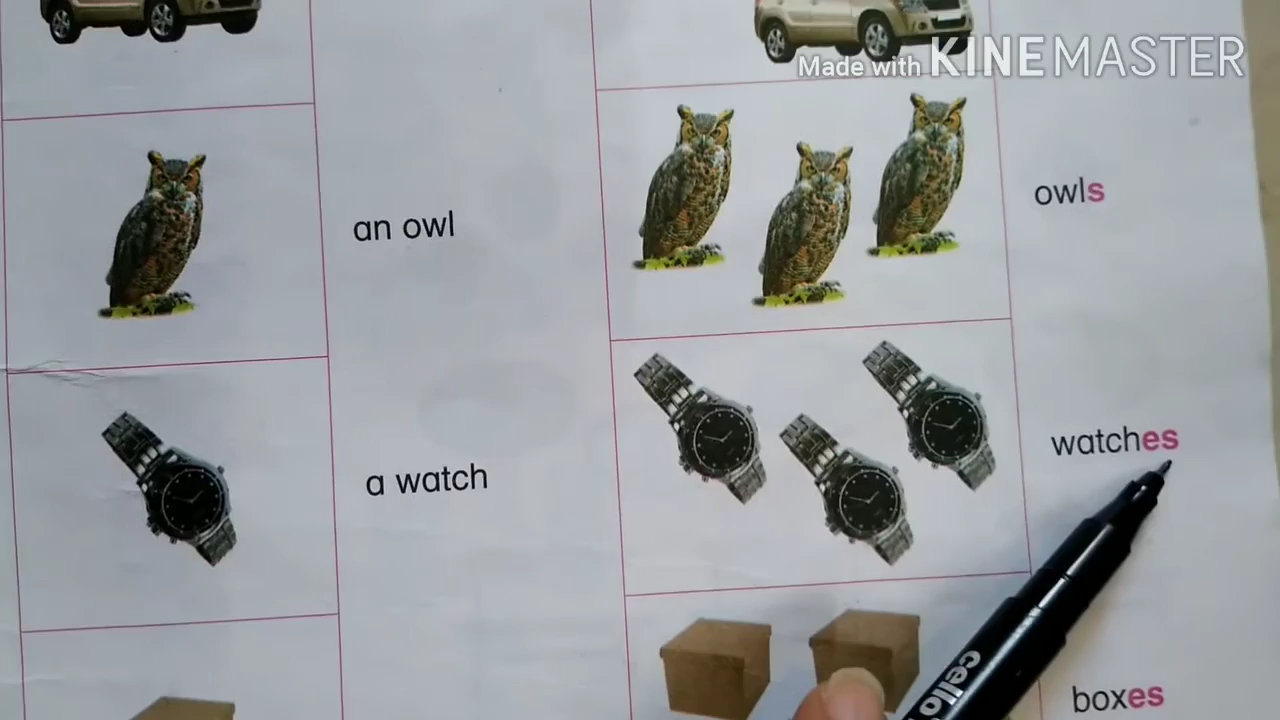 Made with KINEMASTER
an owl
owls
a watch
watches
boxes
cello